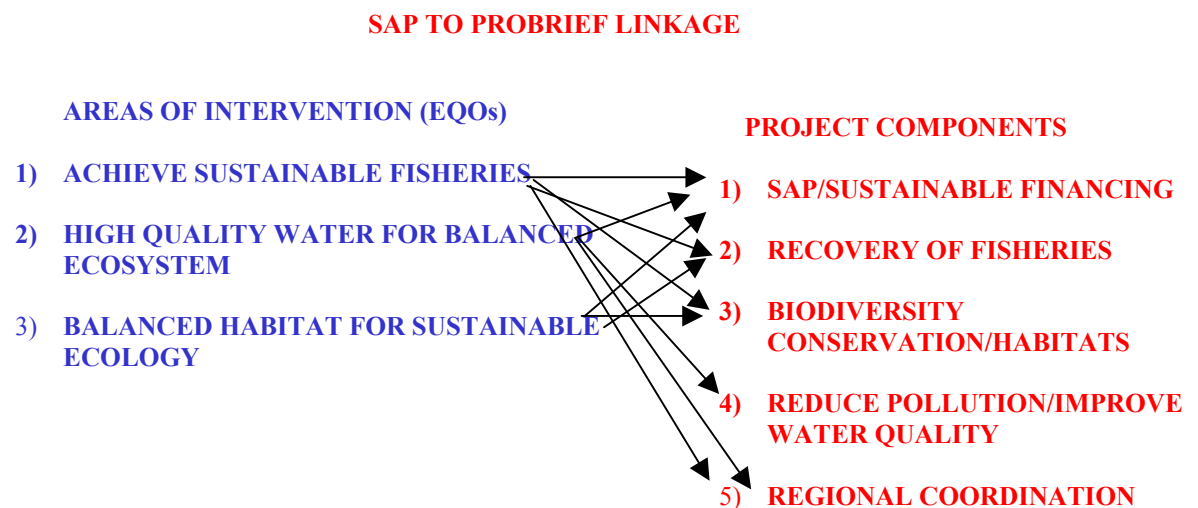 SAP TO PROBRIEF LINKAGE
AREAS OF INTERVENTION (EQOs)
1) ACHIEVE SUSTAINABLE FISHERIES
2) HIGH QUALITY WATER FOR BALANCED
ECOSYSTEM
3) BALANCED HABITAT FOR SUSTAINABLE
ECOLOGY
PROJECT COMPONENTS
1) SAP/SUSTAINABLE FINANCING
2) RECOVERY OF FISHERIES
3) BIODIVERSITY
CONSERVATION/HABITATS
4) REDUCE POLLUTION/IMPROVE
WATER QUALITY
5) REGIONAL COORDINATION